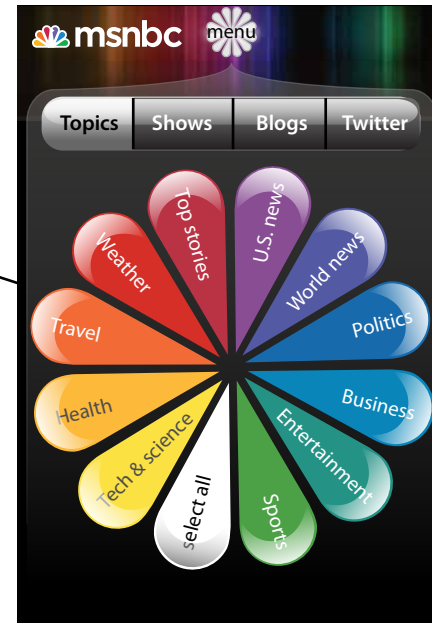 msnbc
menu
Topics
Shows
Blogs
Twitter
Top stories
U.S. news
World news
Politics
Business
Entertainment
Sports
select all
Tech & science
Health
Travel
Weather